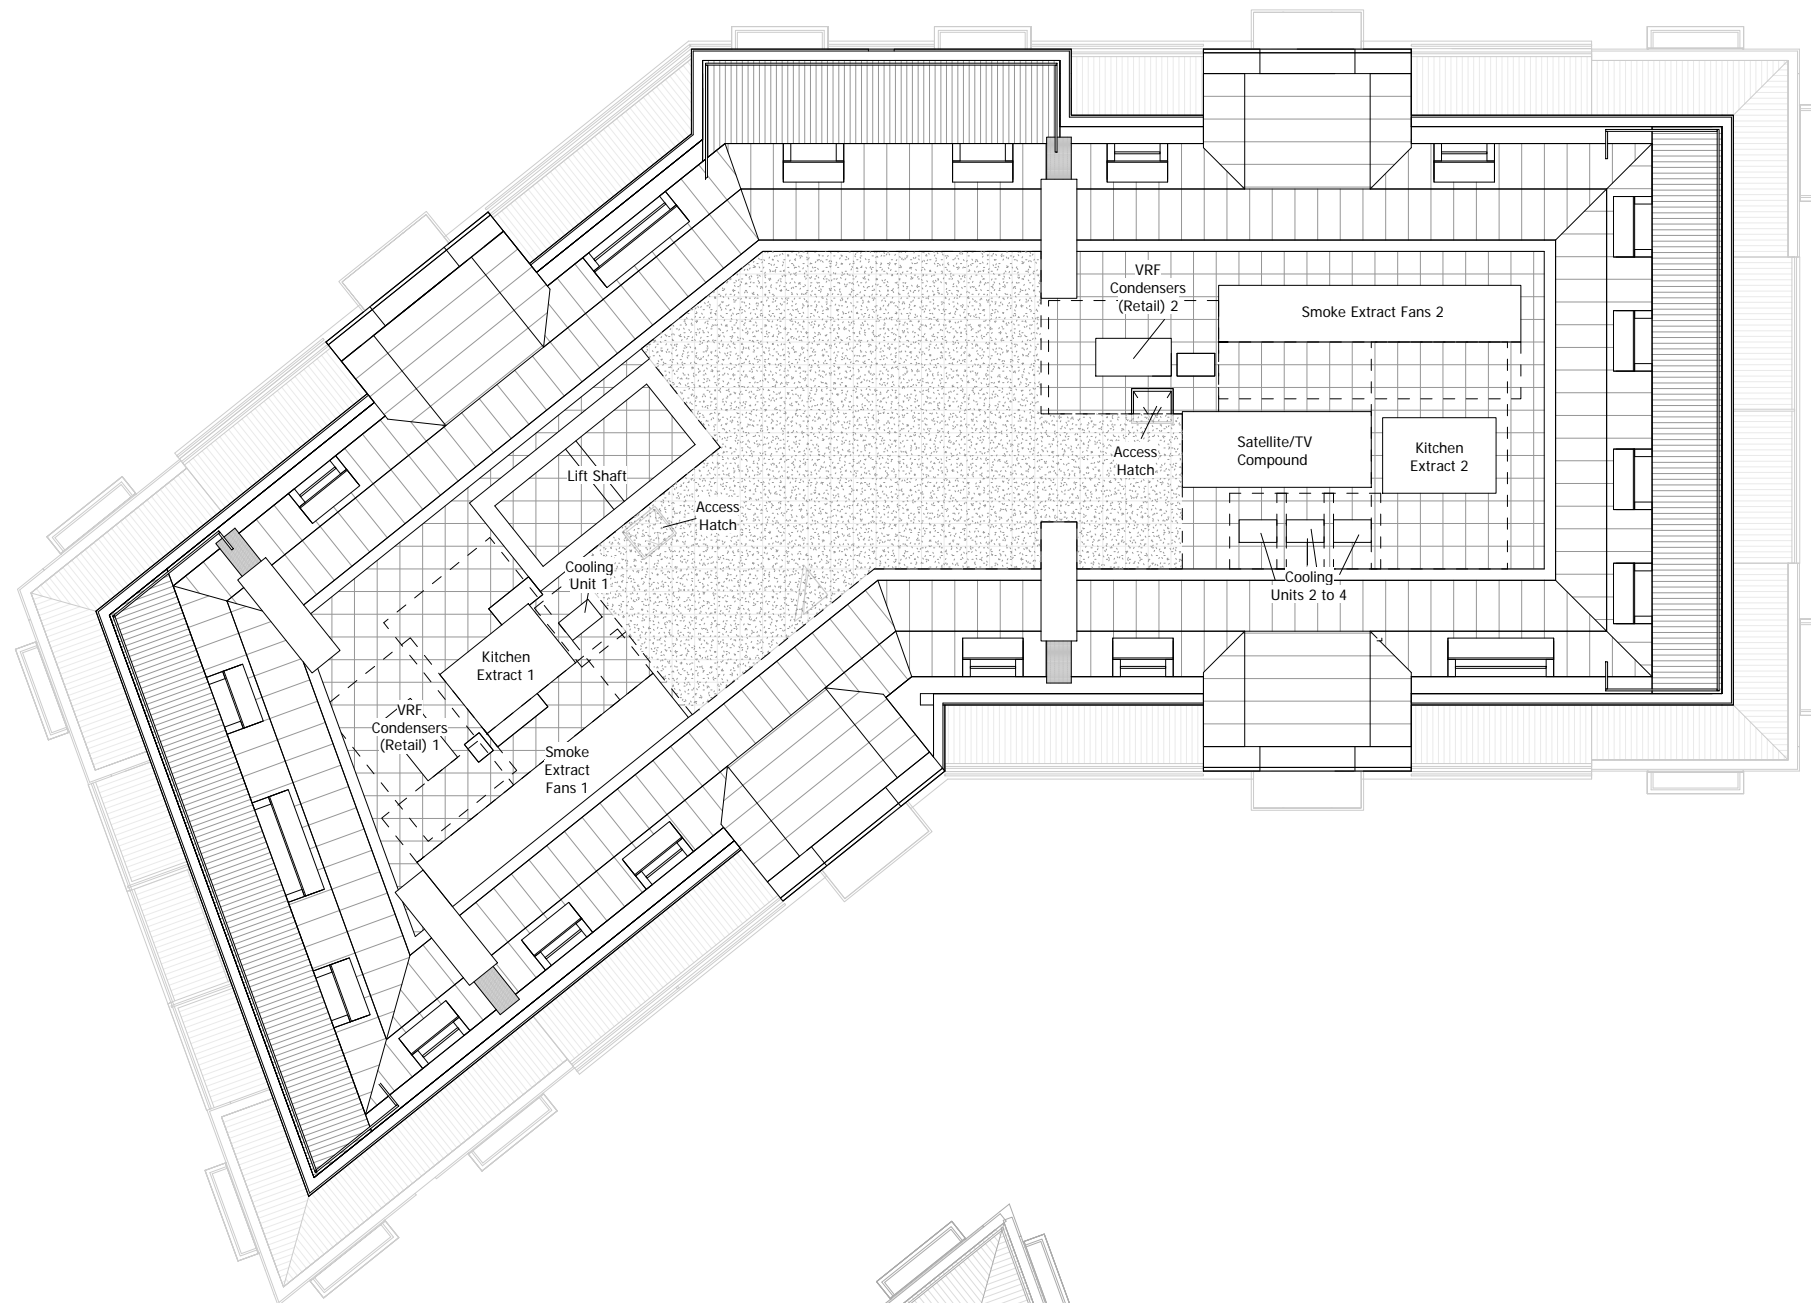 VRF
Condensers
(Retail) 2
Smoke Extract Fans 2
Access
Hatch
Satellite/TV
Compound
Kitchen
Extract 2
Cooling
Units 2 to 4
Lift Shaft
Access
Hatch
Cooling
Unit 1
Kitchen
Extract 1
VRF
Condensers
(Retail) 1
Smoke
Extract
Fans 1